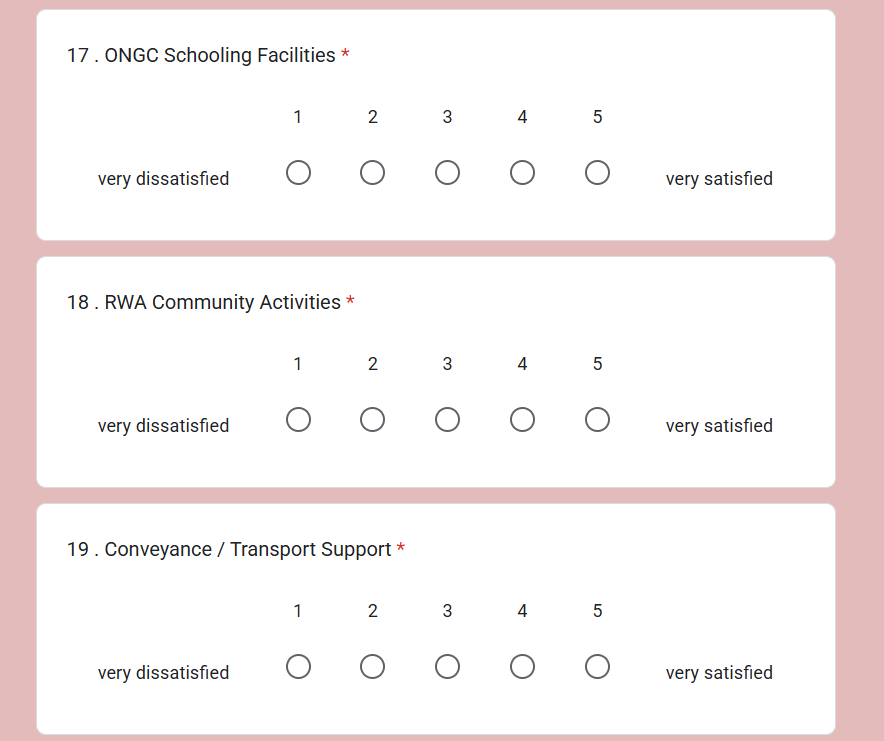 17 . ONGC Schooling Facilities *
1 2 3 4 5
very dissatisfied very satisfied
18 . RWA Community Activities *
1 2 3 4 5
very dissatisfied very satisfied
19 . Conveyance / Transport Support *
1 2 3 4 5
very dissatisfied very satisfied